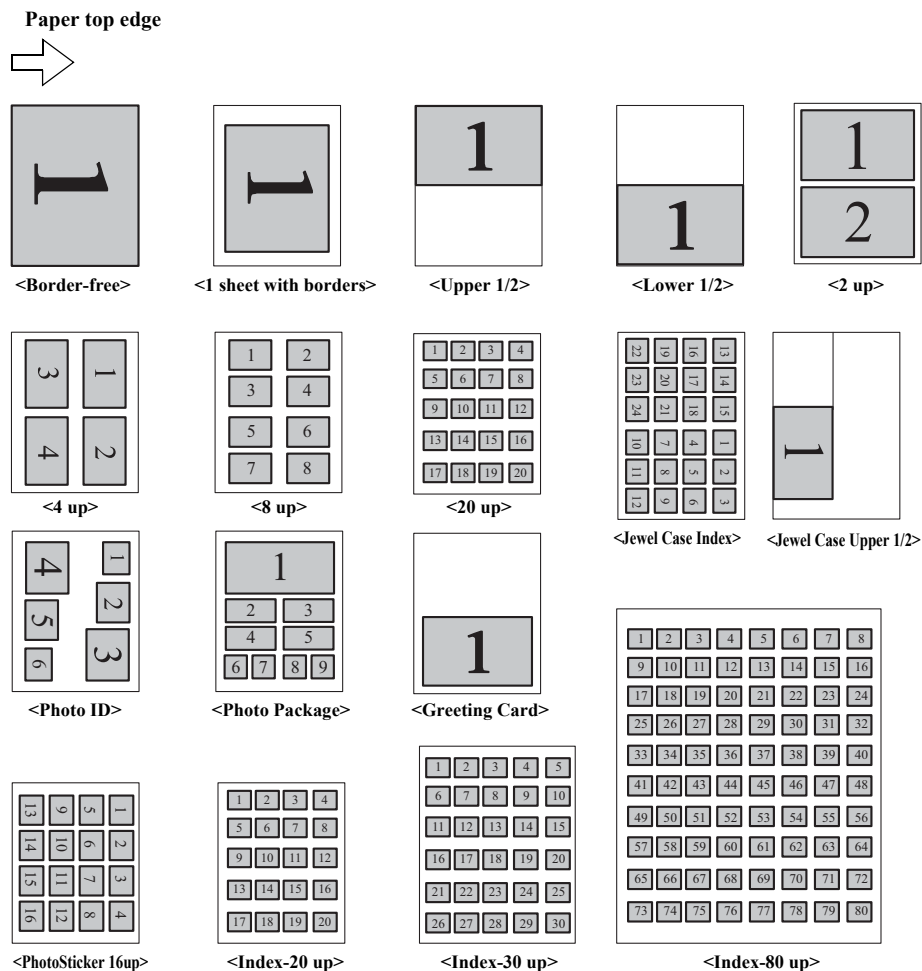 Paper top edge
1 1 1 1 1
2
<Border-free> <1 sheet with borders> <Upper 1/2> <Lower 1/2> <2 up>
3 1
4 2
<4 up>
1 2
3 4
5 6
7 8
<8 up>
1 2 3 4
5 6 7 8
9 10 11 12
13 14 15 16
17 18 19 20
<20 up>
22 19 16 13
23 20 17 14
24 21 18 15
10 7 4 1
11 8 5 2
12 9 6 3
<Jewel Case Index>
1
<Jewel Case Upper 1/2>
4 1
5 2
6 3
<Photo ID>
1
2 3
4 5
6 7 8 9
<Photo Package>
1
<Greeting Card>
1 2 3 4 5 6 7 8
9 10 11 12 13 14 15 16
17 18 19 20 21 22 23 24
25 26 27 28 29 30 31 32
33 34 35 36 37 38 39 40
41 42 43 44 45 46 47 48
49 50 51 52 53 54 55 56
57 58 59 60 61 62 63 64
65 66 67 68 69 70 71 72
73 74 75 76 77 78 79 80
<Index-80 up>
13 9 5 1
14 10 6 2
15 11 7 3
16 12 8 4
<PhotoSticker 16up>
1 2 3 4
5 6 7 8
9 10 11 12
13 14 15 16
17 18 19 20
<Index-20 up>
1 2 3 4 5
6 7 8 9 10
11 12 13 14 15
16 17 18 19 20
21 22 23 24 25
26 27 28 29 30
<Index-30 up>